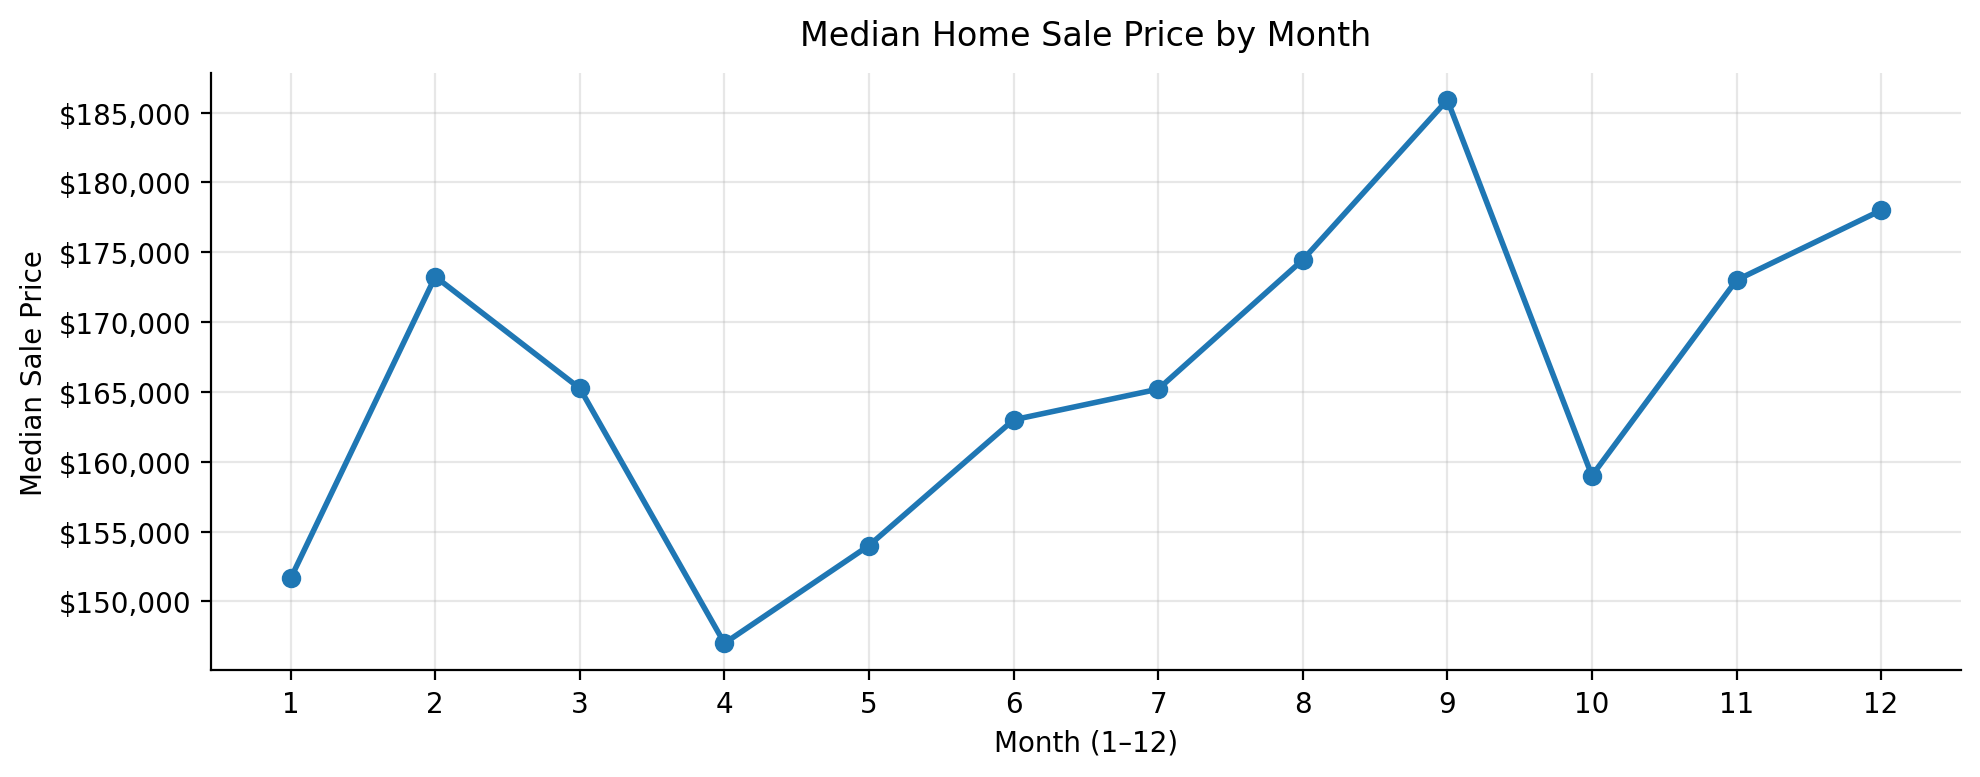 Median Home Sale Price by Month
Median Sale Price
$185,000
$180,000
$175,000
$170,000
$165,000
$160,000
$155,000
$150,000
1 2 3 4 5 6 7 8 9 10 11 12
Month (1–12)